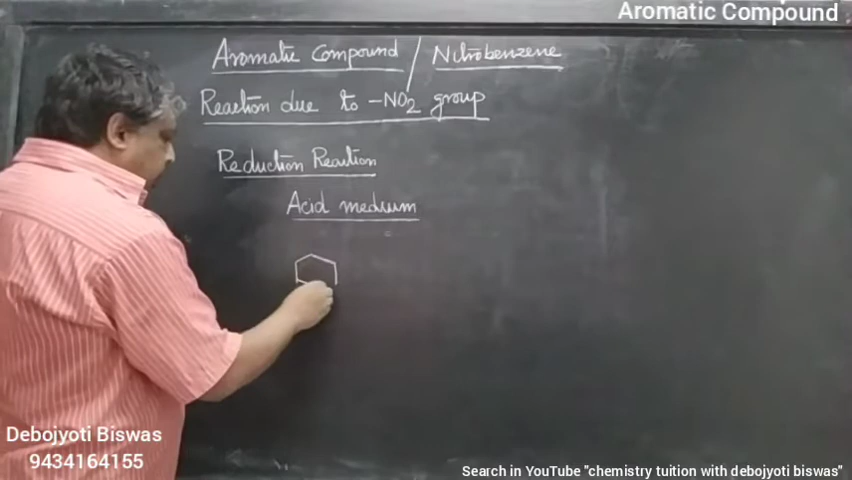 Aromatic Compound
Aromatic Compound / Nitrobenzene
Reaction due to -NO2 group
Reduction Reaction
Acid medium
Debojyoti Biswas
9434164155
Search in YouTube "chemistry tuition with debojyoti biswas"